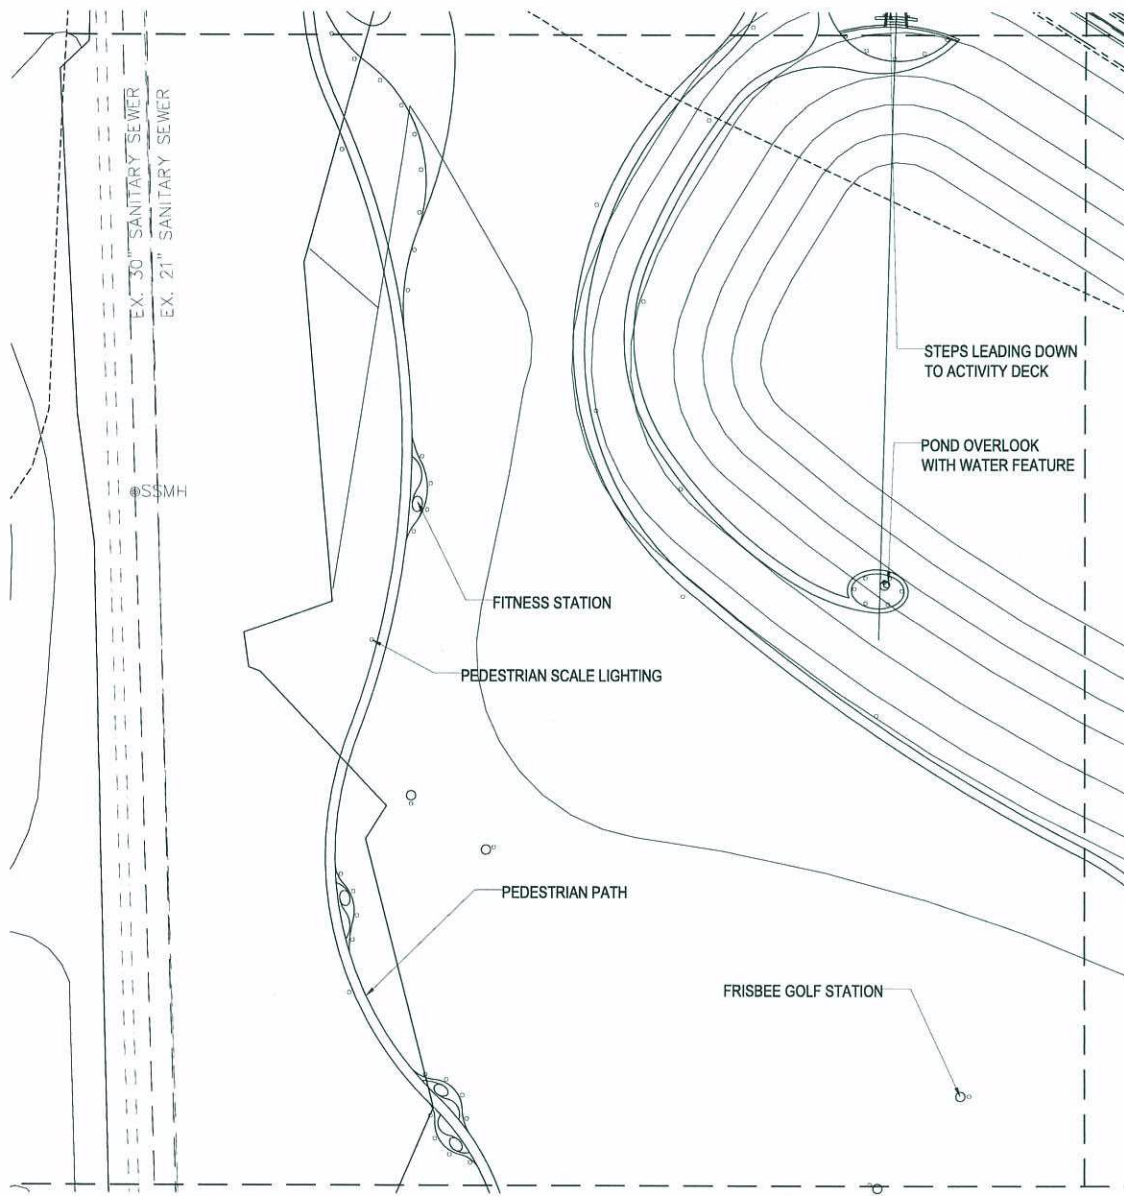 EX. 30" SANITARY SEWER
EX. 21" SANITARY SEWER
STEPS LEADING DOWN
TO ACTIVITY DECK
POND OVERLOOK
WITH WATER FEATURE
SSMH
FITNESS STATION
PEDESTRIAN SCALE LIGHTING
PEDESTRIAN PATH
FRISBEE GOLF STATION